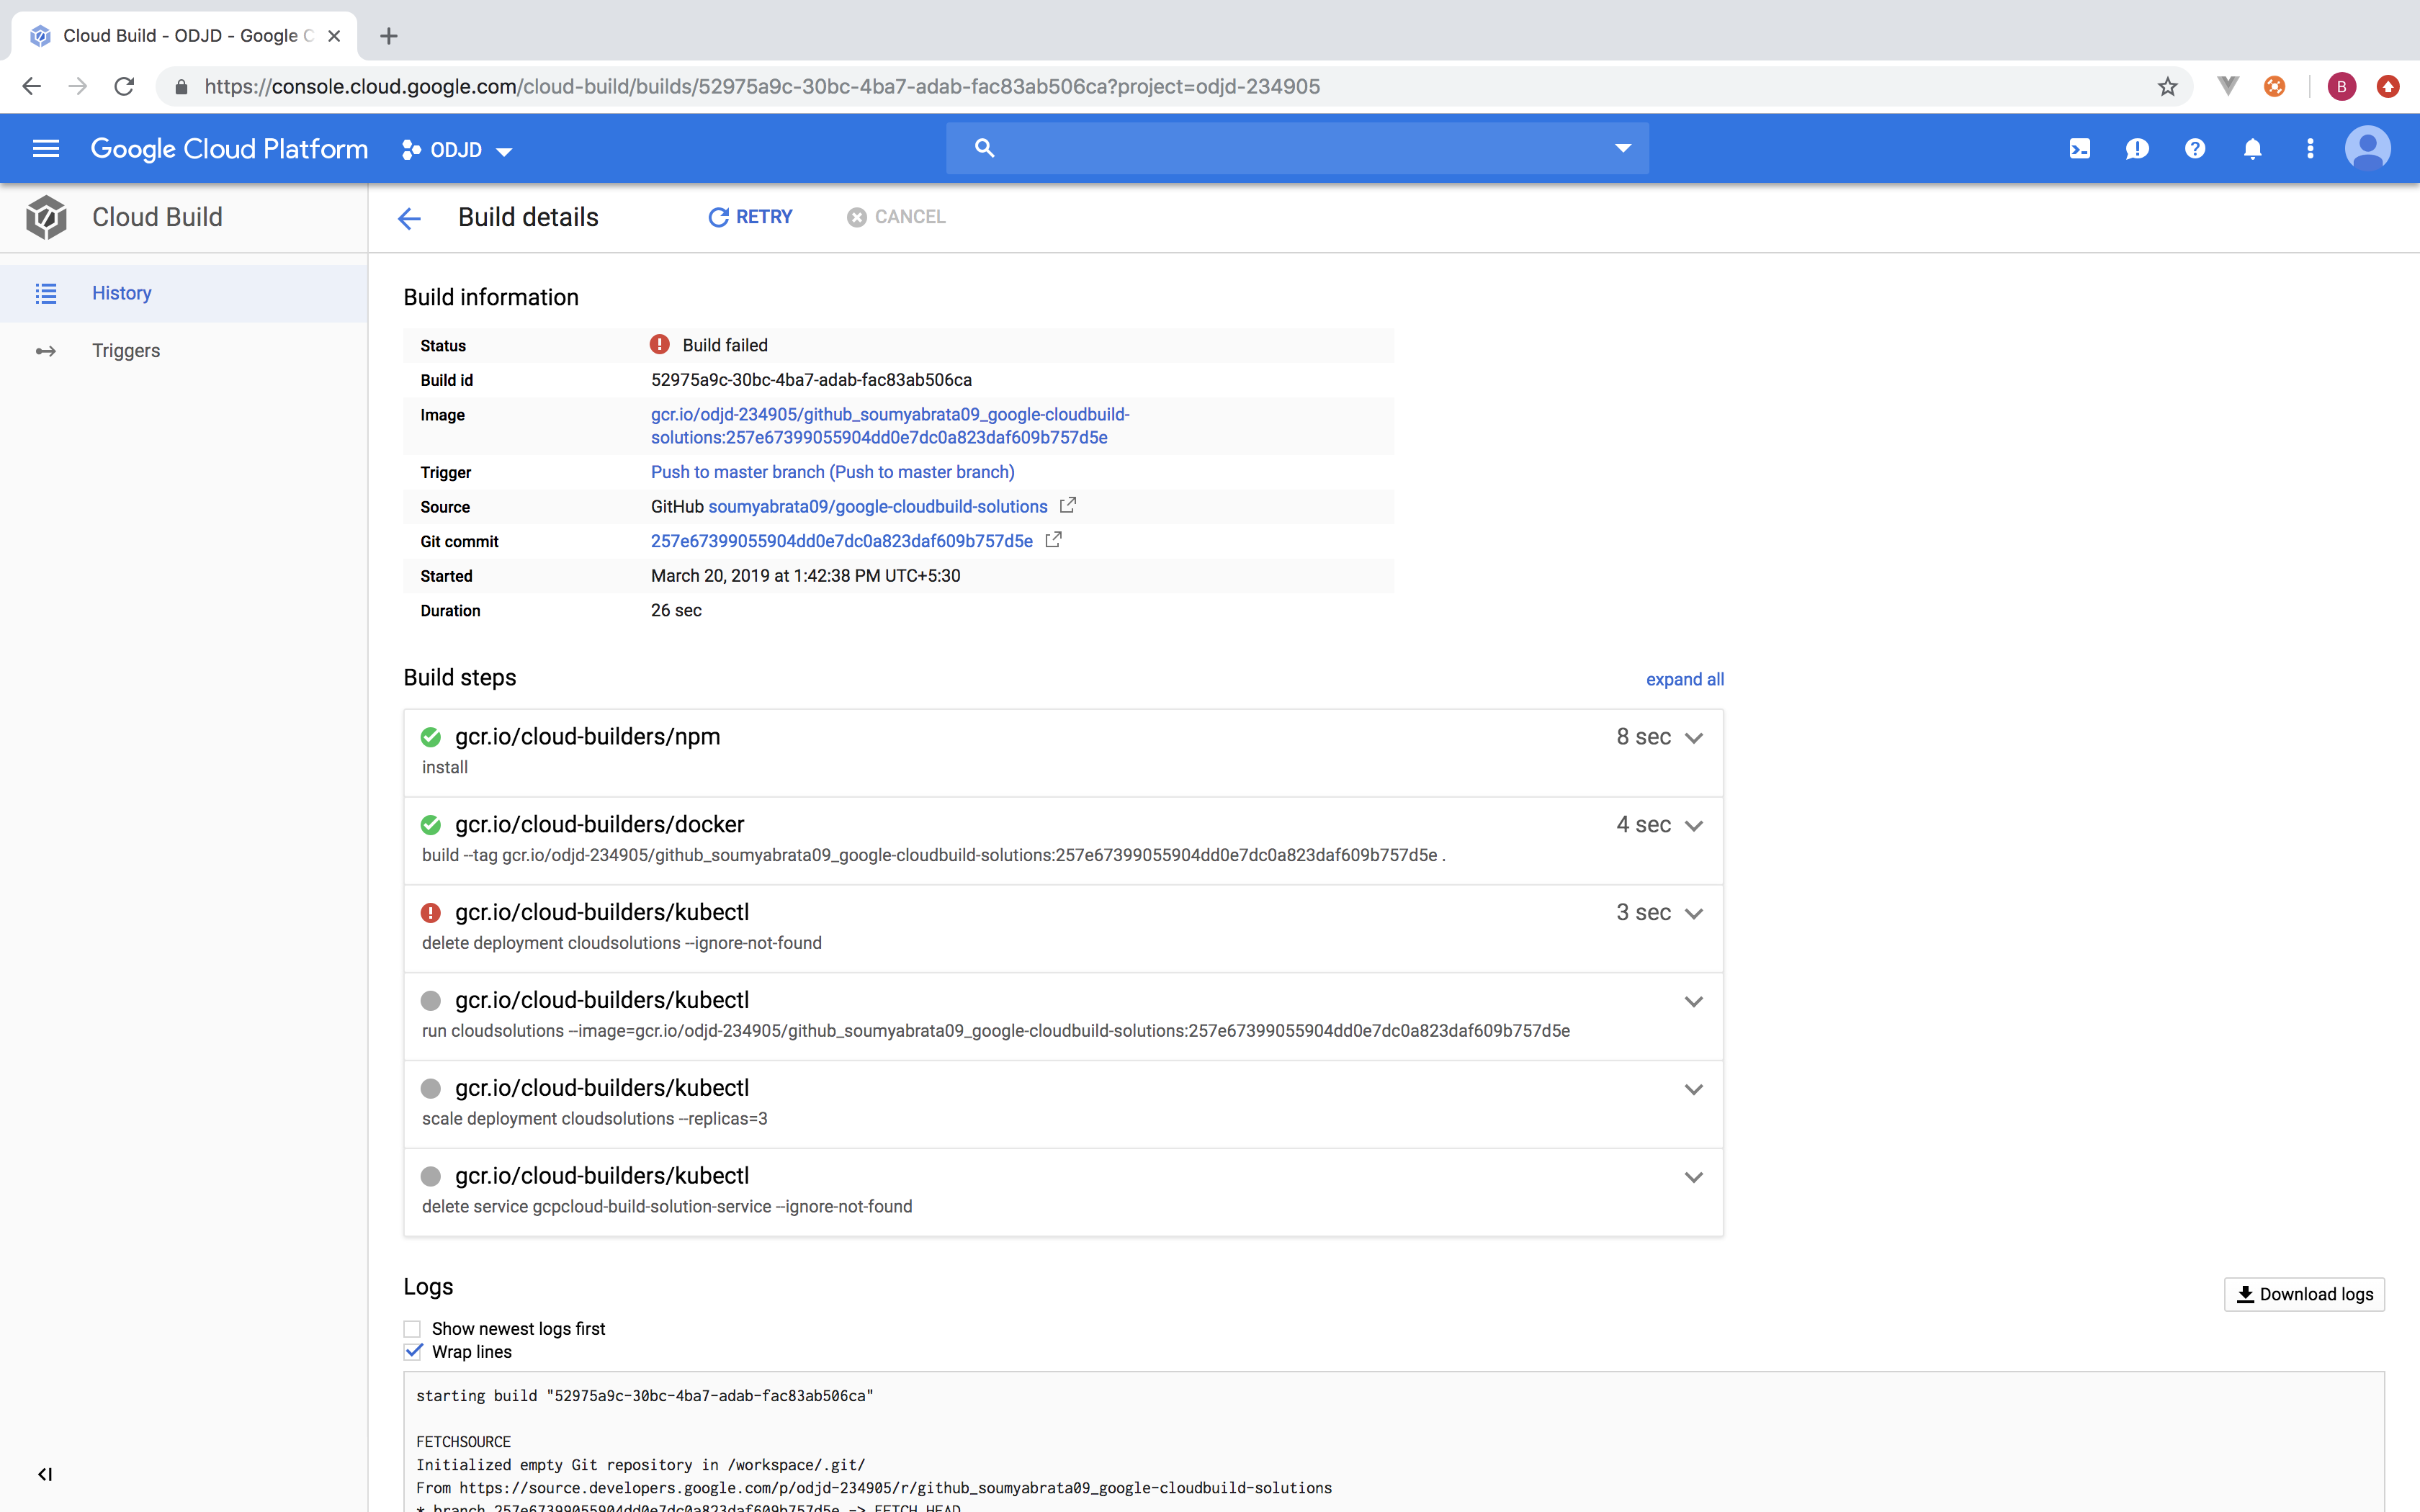 Cloud Build - ODJD - Google C
https://console.cloud.google.com/cloud-build/builds/52975a9c-30bc-4ba7-adab-fac83ab506ca?project=odjd-234905
B
Google Cloud Platform
ODJD
Cloud Build
Build details
RETRY
CANCEL
History
Triggers
Build information
Status
Build failed
Build id
52975a9c-30bc-4ba7-adab-fac83ab506ca
Image
gcr.io/odjd-234905/github_soumyabrata09_google-cloudbuild-
solutions:257e67399055904dd0e7dc0a823daf609b757d5e
Trigger
Push to master branch (Push to master branch)
Source
GitHub soumyabrata09/google-cloudbuild-solutions
Git commit
257e67399055904dd0e7dc0a823daf609b757d5e
Started
March 20, 2019 at 1:42:38 PM UTC+5:30
Duration
26 sec
Build steps
expand all
gcr.io/cloud-builders/npm
8 sec
install
gcr.io/cloud-builders/docker
4 sec
build --tag gcr.io/odjd-234905/github_soumyabrata09_google-cloudbuild-solutions:257e67399055904dd0e7dc0a823daf609b757d5e .
gcr.io/cloud-builders/kubectl
3 sec
delete deployment cloudsolutions --ignore-not-found
gcr.io/cloud-builders/kubectl
run cloudsolutions --image=gcr.io/odjd-234905/github_soumyabrata09_google-cloudbuild-solutions:257e67399055904dd0e7dc0a823daf609b757d5e
gcr.io/cloud-builders/kubectl
scale deployment cloudsolutions --replicas=3
gcr.io/cloud-builders/kubectl
delete service gcpcloud-build-solution-service --ignore-not-found
Logs
Download logs
Show newest logs first
Wrap lines
starting build "52975a9c-30bc-4ba7-adab-fac83ab506ca"
FETCHSOURCE
Initialized empty Git repository in /workspace/.git/
From https://source.developers.google.com/p/odjd-234905/r/github_soumyabrata09_google-cloudbuild-solutions
* branch 257e67399055904dd0e7dc0a823daf609b757d5e -> FETCH_HEAD